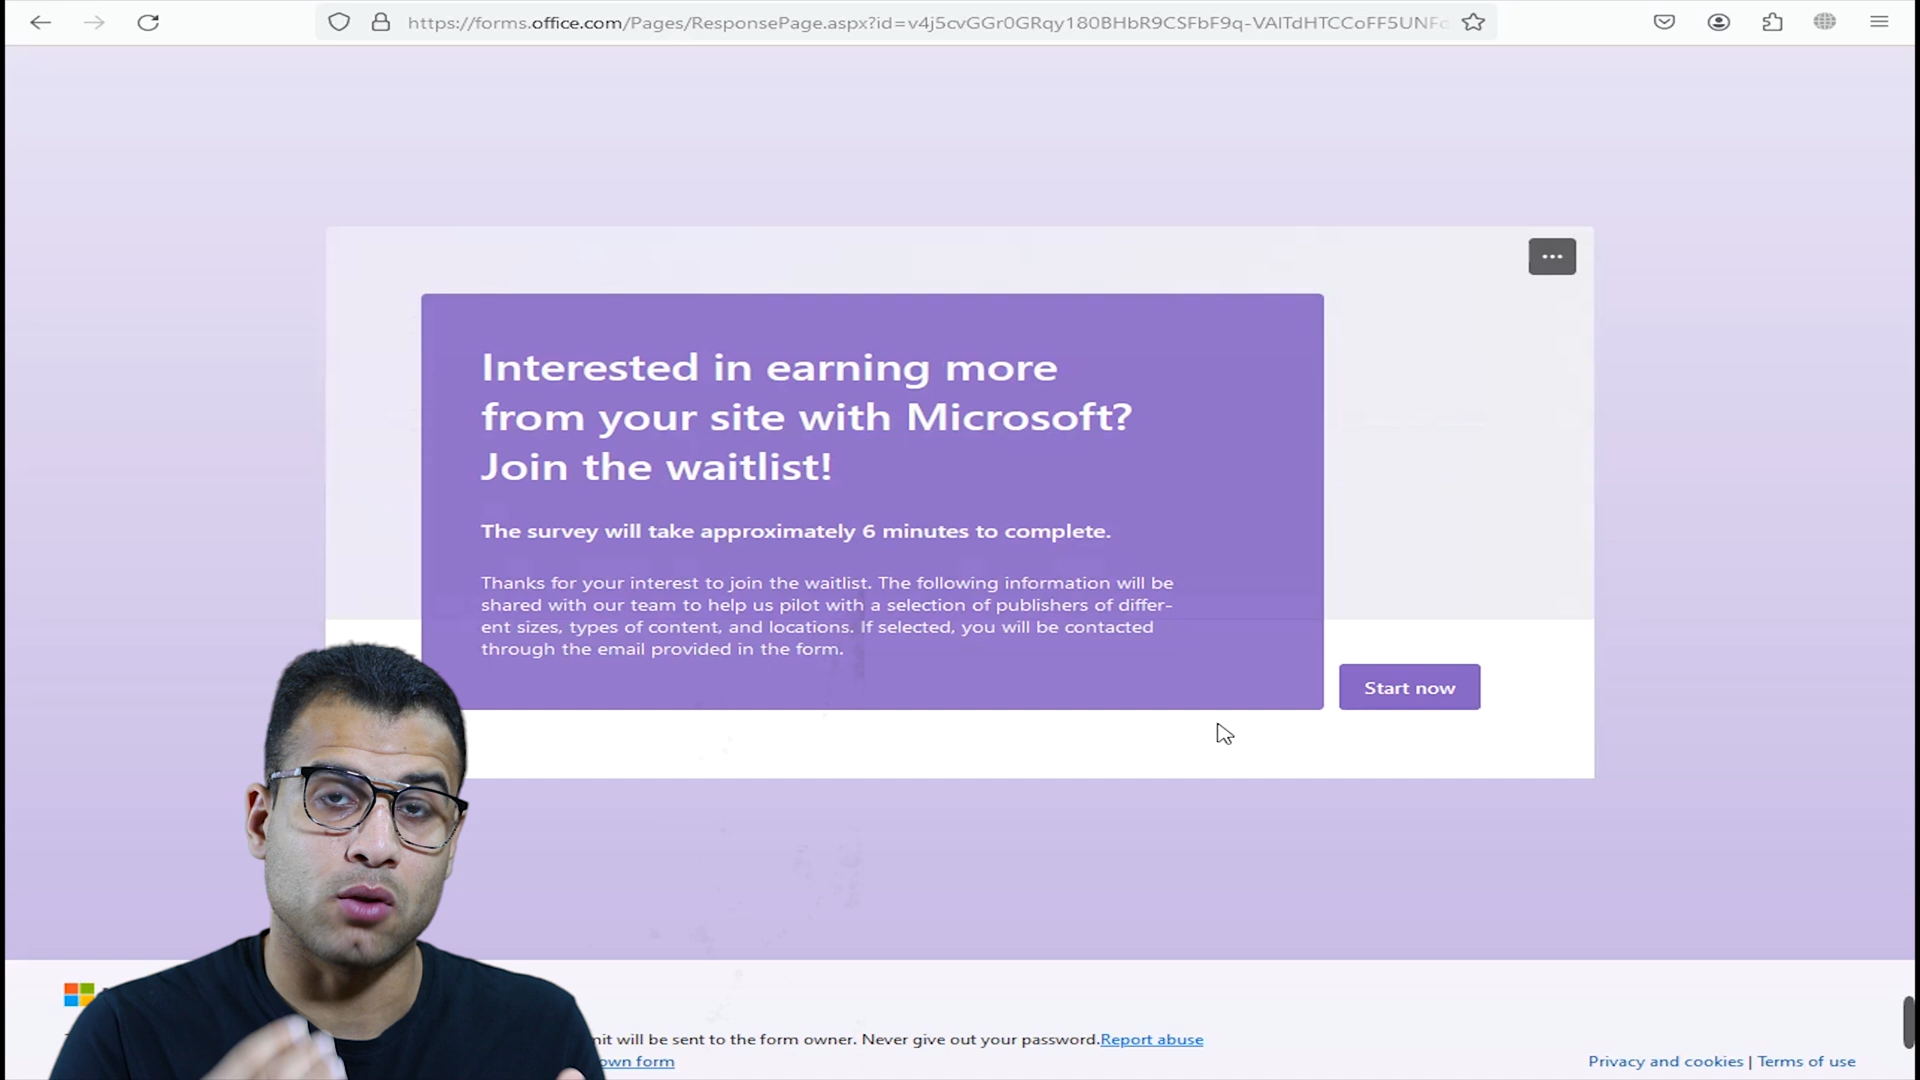 https://forms.office.com/Pages/ResponsePage.aspx?id=v4j5cvGGr0GRqy180BHbR9CSFbF9q-VAlTdHTCCoFF5UNF
Interested in earning more
from your site with Microsoft?
Join the waitlist!
The survey will take approximately 6 minutes to complete.
Thanks for your interest to join the waitlist. The following information will be
shared with our team to help us pilot with a selection of publishers of differ-
ent sizes, types of content, and locations. If selected, you will be contacted
through the email provided in the form.
Start now
will be sent to the form owner. Never give out your password. Report abuse
own form
Privacy and cookies | Terms of use